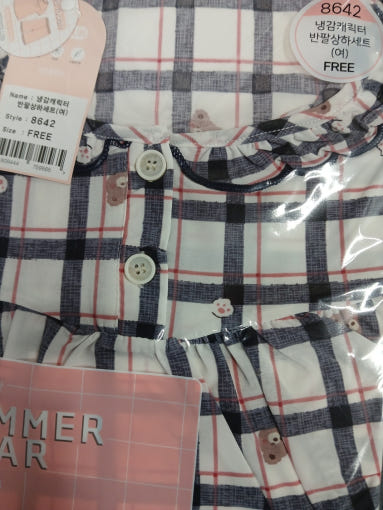 8642
냉감캐릭터
반팔상하세트
(여)
FREE
Name : 냉감캐릭터
반팔상하세트(여)
Style : 8642
Size : FREE
MMER
AR